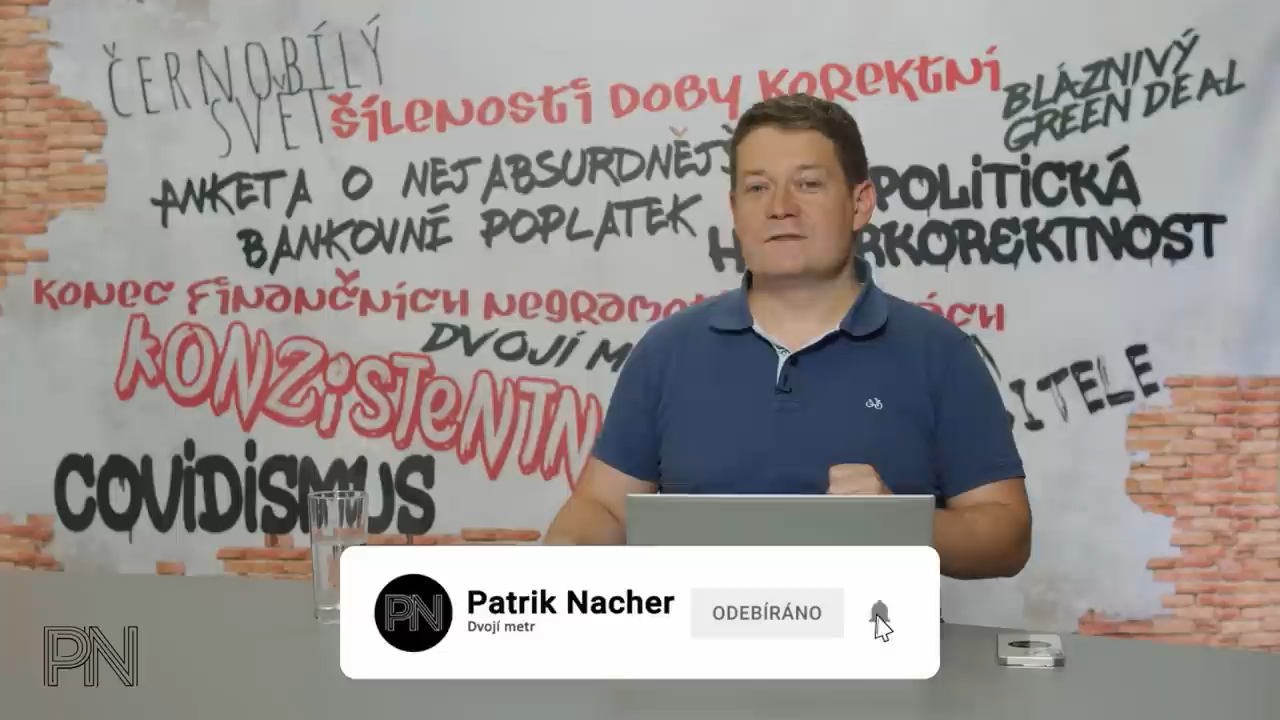 ČERNOBÍLÝ
SVĚT
ŠÍLENOSTI DOBY KOREKTNÍ
BLÁZNIVÝ
GREEN DEAL
ANKETA O NEJABSURDNĚJŠ
BANKOVNÍ POPLATEK
POLITICKÁ
H RKOREKTNOST
KONEC FINANČNÍCH NEGRAMOT
DVOJÍ M
KONZISTENTN
ITELE
COVIDISMUS
PN
Patrik Nacher
Dvojí metr
ODEBÍRÁNO
PN